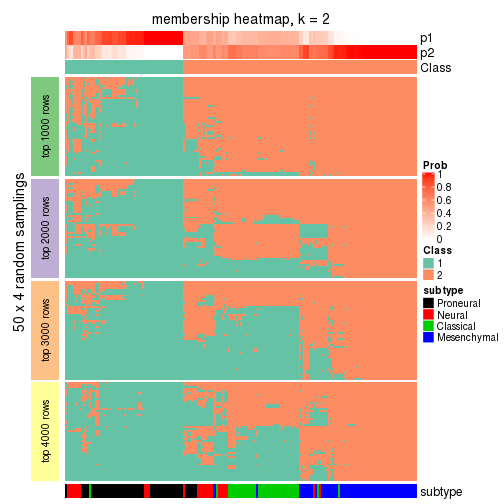 membership heatmap, k = 2
p1
p2
Class
50 x 4 random samplings
top 1000 rows
top 2000 rows
top 3000 rows
top 4000 rows
Prob
1
0.8
0.6
0.4
0.2
0
Class
1
2
subtype
Proneural
Neural
Classical
Mesenchymal
subtype